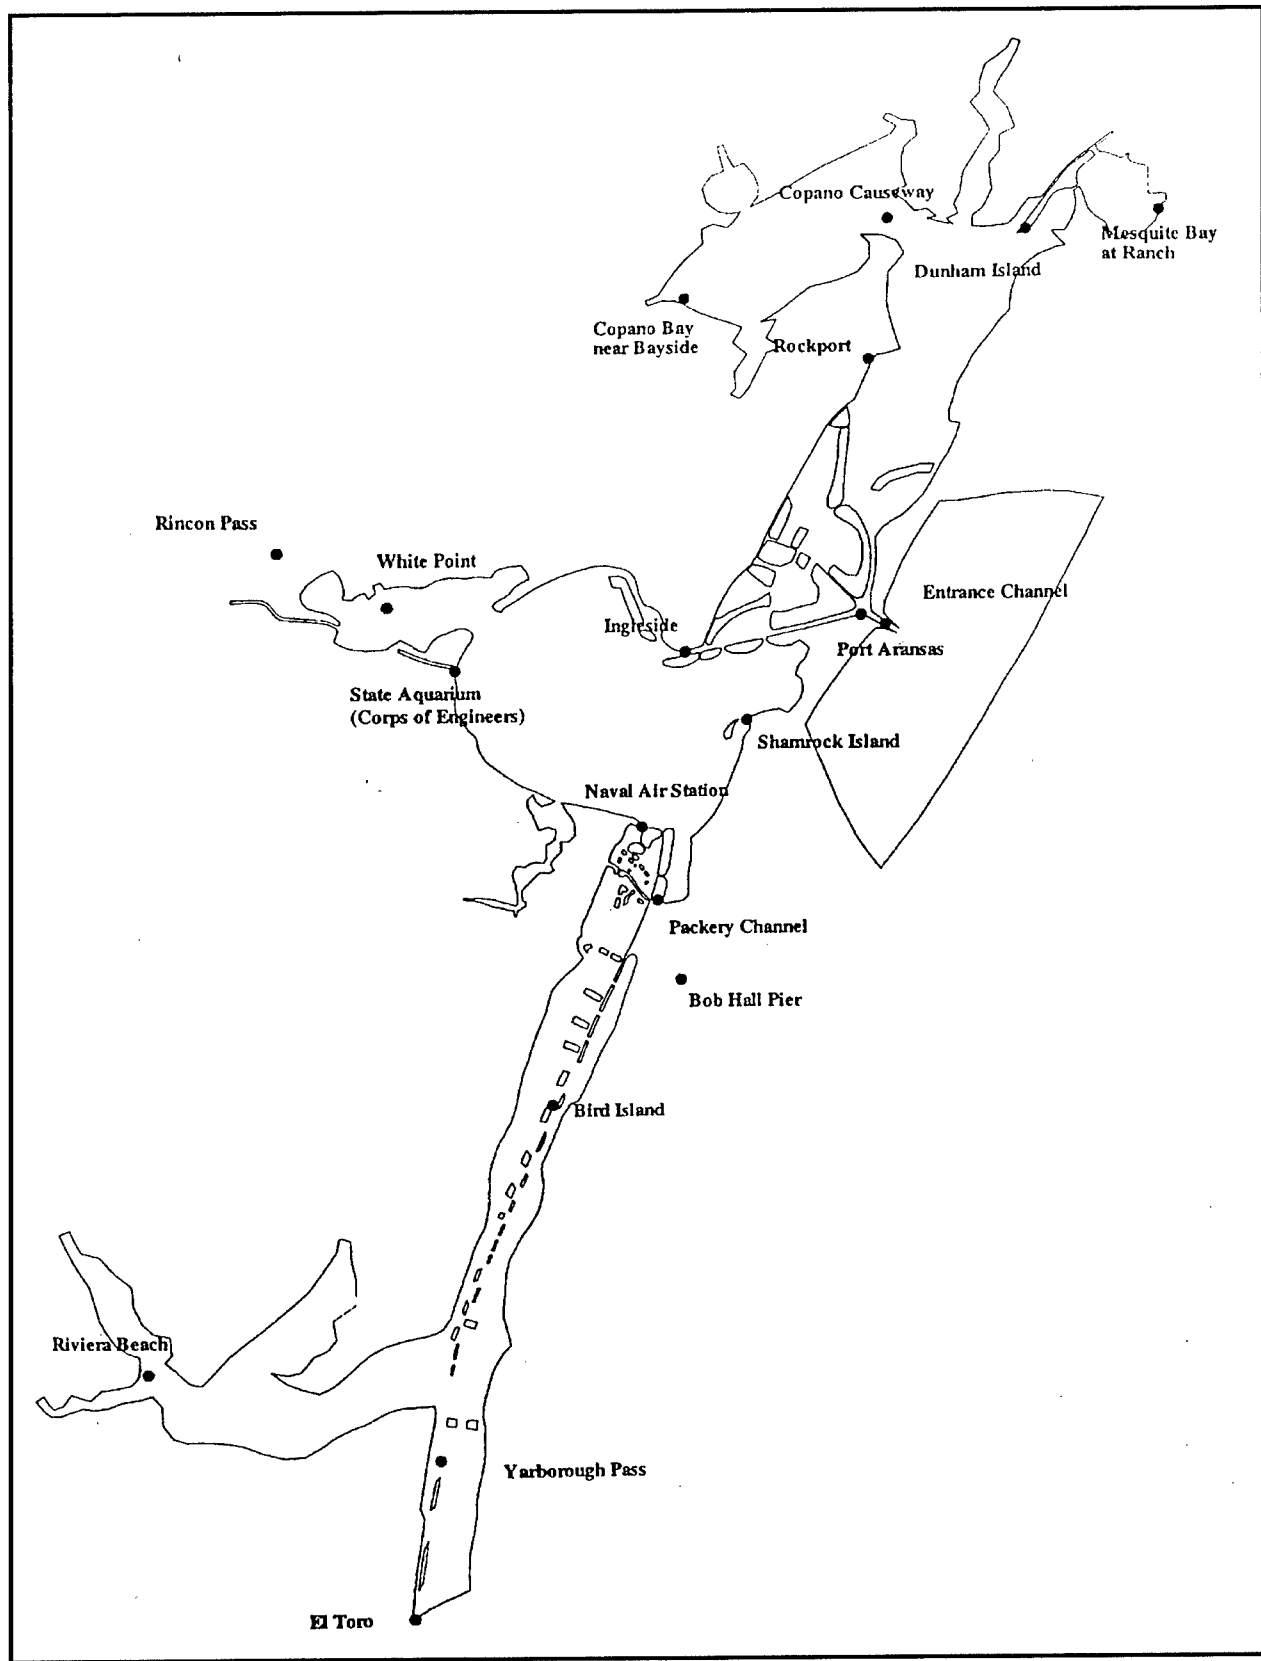 Copano Causeway
Mesquite Bay
at Ranch
Dunham Island
Copano Bay
near Bayside
Rockport
Rincon Pass
White Point
Entrance Channel
Ingleside
Port Aransas
State Aquarium
(Corps of Engineers)
Shamrock Island
Naval Air Station
Packery Channel
Bob Hall Pier
Bird Island
Riviera Beach
Yarborough Pass
El Toro